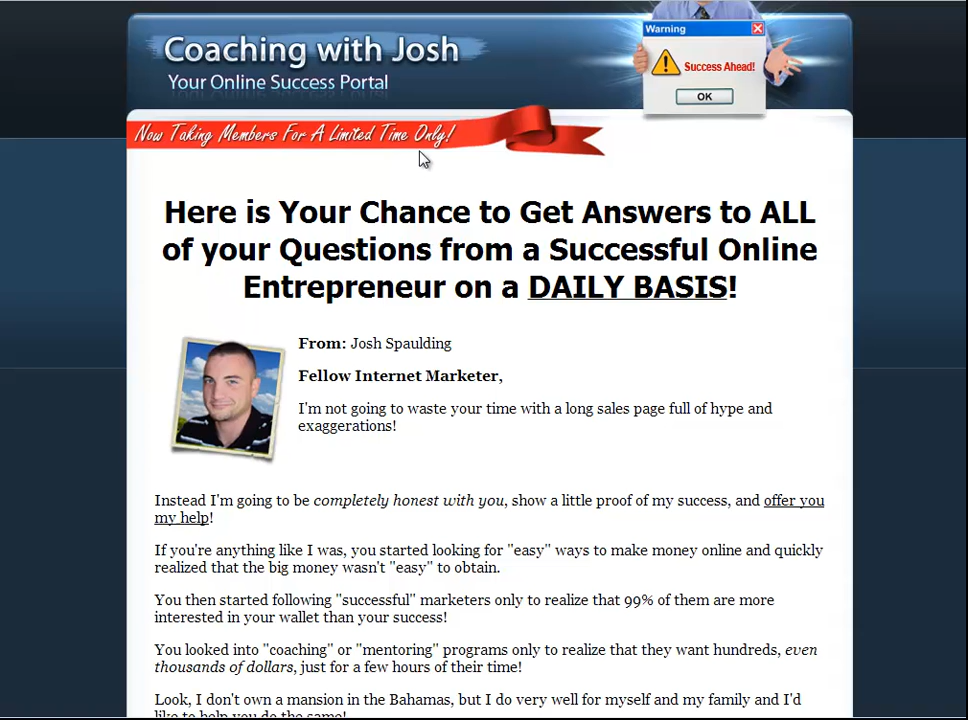 Coaching with Josh
Your Online Success Portal
Warning
Success Ahead!
OK
Now Taking Members For A Limited Time Only!
Here is Your Chance to Get Answers to ALL
of your Questions from a Successful Online
Entrepreneur on a DAILY BASIS!
From: Josh Spaulding
Fellow Internet Marketer,
I'm not going to waste your time with a long sales page full of hype and
exaggerations!
Instead I'm going to be completely honest with you, show a little proof of my success, and offer you
my help!
If you're anything like I was, you started looking for "easy" ways to make money online and quickly
realized that the big money wasn't "easy" to obtain.
You then started following "successful" marketers only to realize that 99% of them are more
interested in your wallet than your success!
You looked into "coaching" or "mentoring" programs only to realize that they want hundreds, even
thousands of dollars, just for a few hours of their time!
Look, I don't own a mansion in the Bahamas, but I do very well for myself and my family and I'd
like to help you do the same!